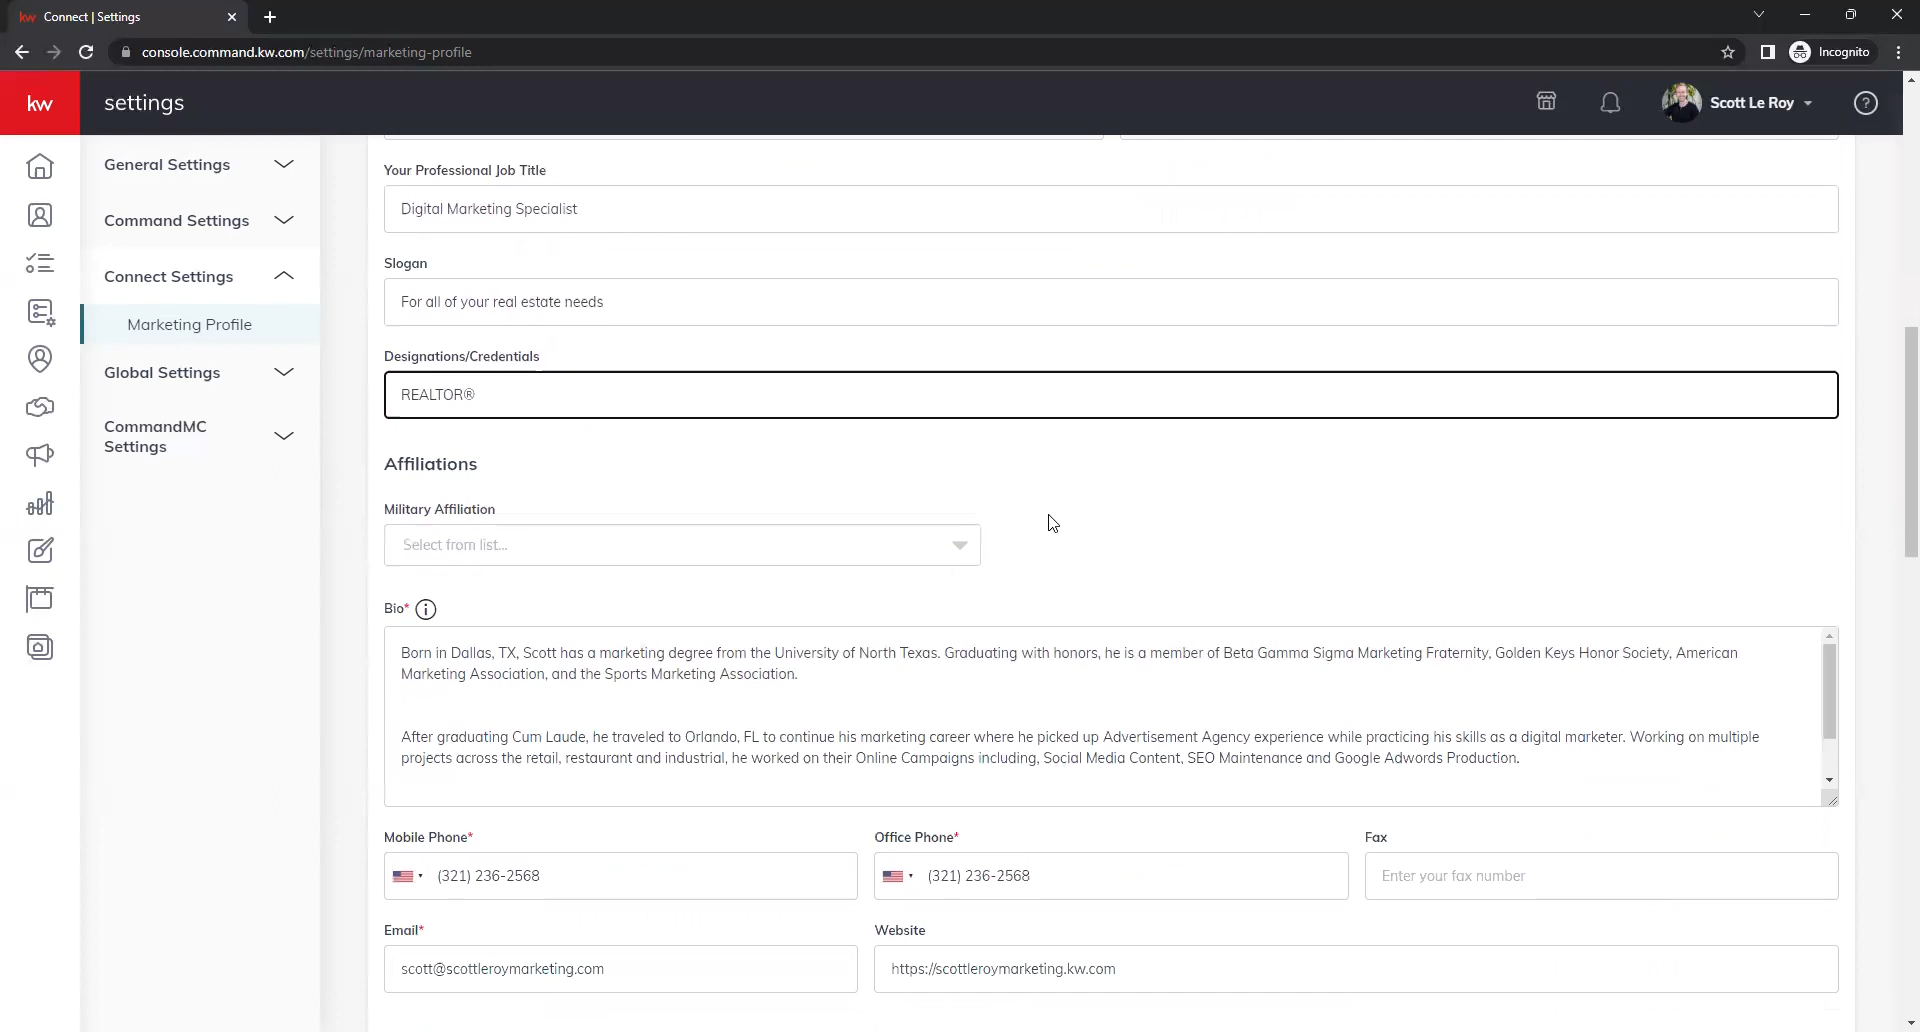 kw Connect | Settings
console.command.kw.com/settings/marketing-profile
Incognito
kw
settings
Scott Le Roy
General Settings
Command Settings
Connect Settings
Marketing Profile
Global Settings
CommandMC
Settings
Your Professional Job Title
Digital Marketing Specialist
Slogan
For all of your real estate needs
Designations/Credentials
REALTOR®
Affiliations
Military Affiliation
Select from list...
Bio*
Born in Dallas, TX, Scott has a marketing degree from the University of North Texas. Graduating with honors, he is a member of Beta Gamma Sigma Marketing Fraternity, Golden Keys Honor Society, American
Marketing Association, and the Sports Marketing Association.
After graduating Cum Laude, he traveled to Orlando, FL to continue his marketing career where he picked up Advertisement Agency experience while practicing his skills as a digital marketer. Working on multiple
projects across the retail, restaurant and industrial, he worked on their Online Campaigns including, Social Media Content, SEO Maintenance and Google Adwords Production.
Mobile Phone* Office Phone* Fax
(321) 236-2568 (321) 236-2568 Enter your fax number
Email* Website
scott@scottleroymarketing.com https://scottleroymarketing.kw.com